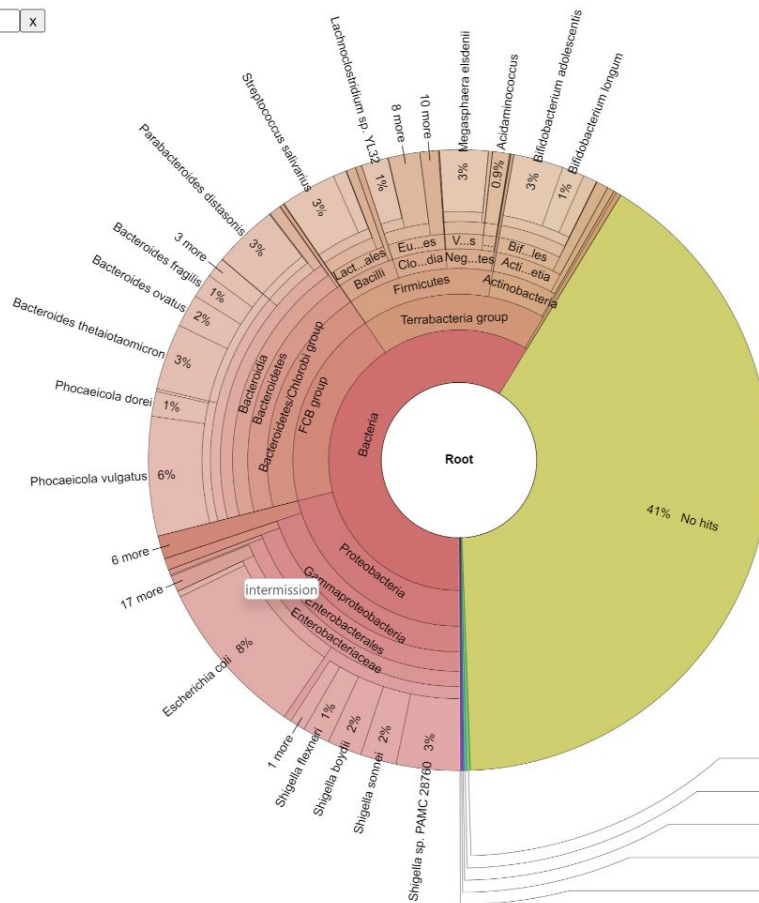 x
Lachnoclostridium sp. YL32
8 more
10 more
Megasphaera elsdenii
Acidaminococcus
Bifidobacterium adolescentis
Bifidobacterium longum
Streptococcus salivarius
Parabacteroides distasonis
3 more
Bacteroides fragilis
Bacteroides ovatus
Bacteroides thetaiotaomicron
Phocaeicola dorei
Phocaeicola vulgatus
6 more
17 more
Escherichia coli
1 more
Shigella flexneri
Shigella boydii
Shigella sonnei
Shigella sp. PAMC 28760
3%
1%
3%
0.9%
3%
1%
3%
1%
2%
3%
1%
6%
8%
1%
2%
2%
3%
Lact...ales
Bacilli
Eu...es
Clo...dia
V...s
...
Neg...tes
Bif...les
Acti...etia
Firmicutes
Actinobacteria
Terrabacteria group
Bacteroidia
Bacteroidetes
Bacteroidetes/Chlorobi group
FCB group
Bacteria
Root
41% No hits
Proteobacteria
Gammaproteobacteria
Enterobacterales
Enterobacteriaceae
intermission